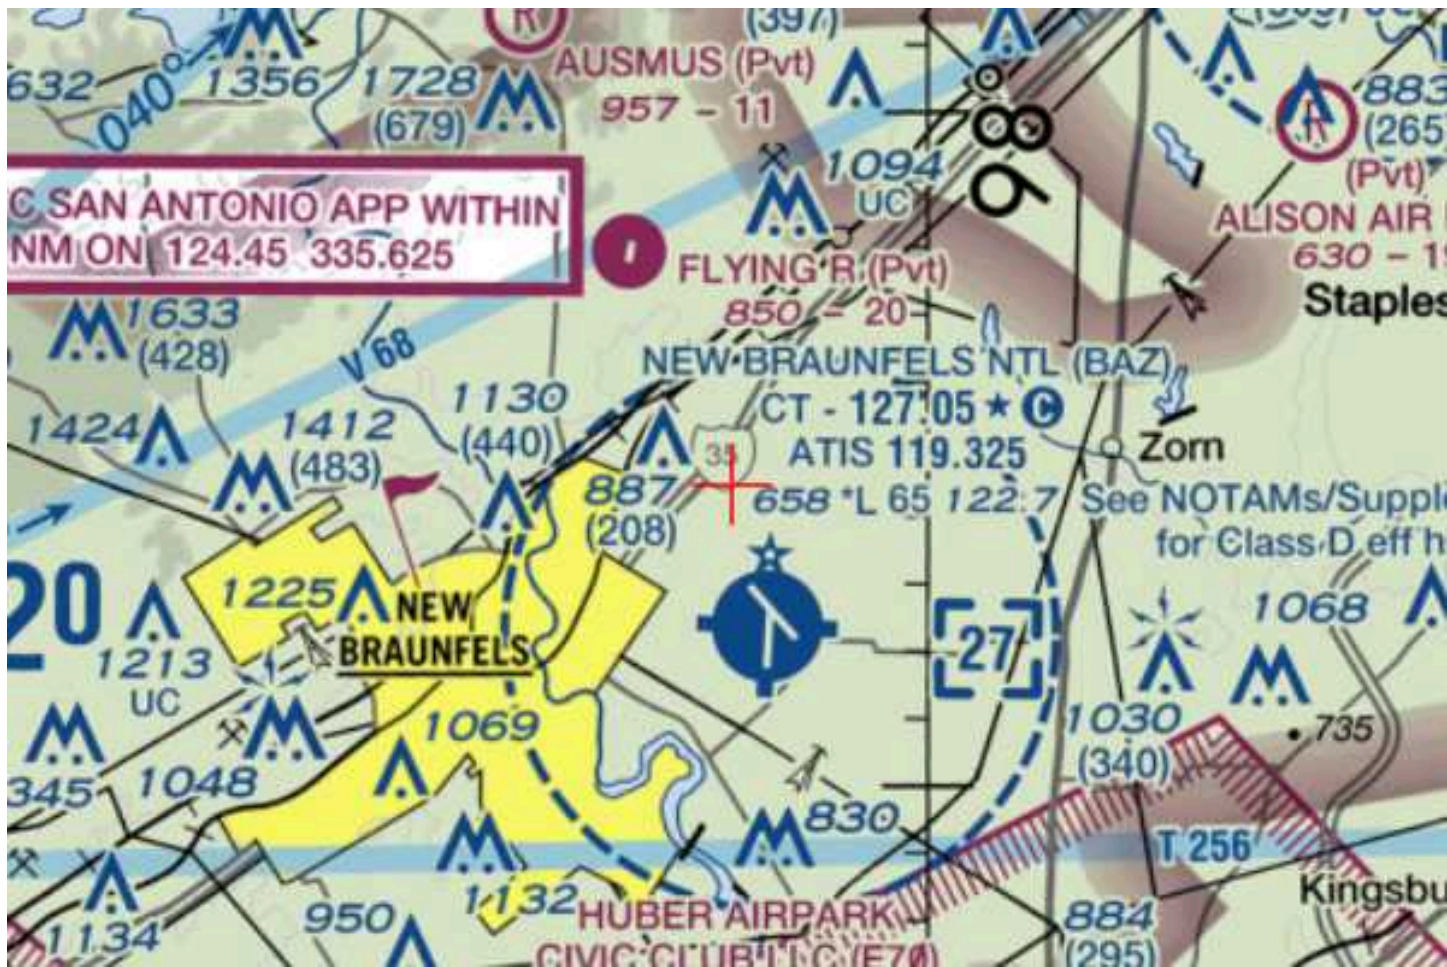 (397)
632
040°
1356
1728
(679)
R
AUSMUS (Pvt)
957 - 11
883
(265)
R
(Pvt)
ALISON AIR
630 - 1
1094
UC
C SAN ANTONIO APP WITHIN
NM ON 124.45 335.625
FLYING R (Pvt)
850 - 20
Staples
1633
(428)
V 68
NEW BRAUNFELS NTL (BAZ)
CT - 127.05 ★ C
ATIS 119.325
658 *L 65 122.7
See NOTAMs/Suppl
for Class D eff h
Zorn
1424
1412
(483)
1130
(440)
35
887
(208)
20
1225
NEW
BRAUNFELS
1213
UC
27
1068
1069
1030
(340)
735
345
1048
830
T 256
1132
HUBER AIRPARK
CIVIC CLUB LLC (E70)
Kingsbu
950
1134
884
(295)